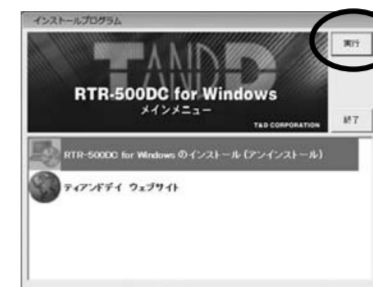 インストールプログラム
TANDD
実行
RTR-500DC for Windows
メインメニュー
T&D CORPORATION
終了
RTR-500DC for Windows のインストール(アンインストール)
ティアンドデイ ウェブサイト